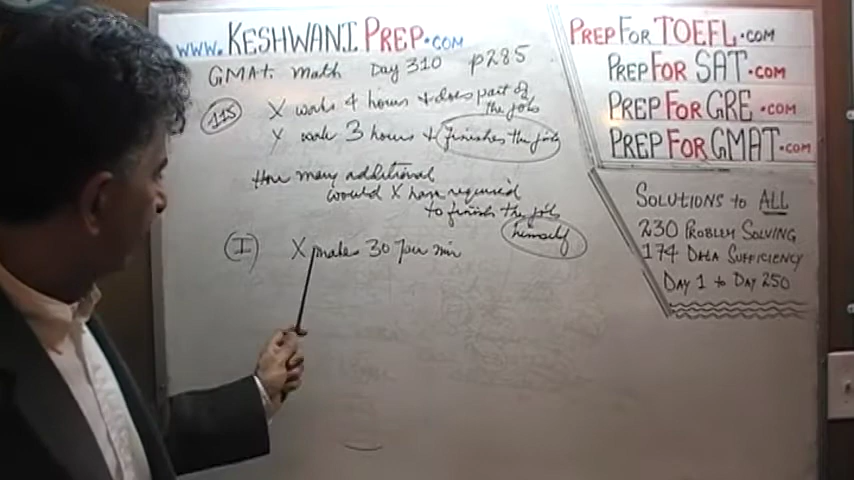 www.KESHWANI PREP.COM
GMAT. Math Day 310 p285
115 X works 4 hours + does part of
the job
Y work 3 hours + finishes the job
How many additional
would X have required
to finish the job
himself
I X makes 30 per min
PREP FOR TOEFL.COM
PREP FOR SAT.COM
PREP FOR GRE.COM
PREP FOR GMAT.COM
SOLUTIONS TO ALL
230 PROBLEM SOLVING
174 DATA SUFFICIENCY
DAY 1 TO DAY 250